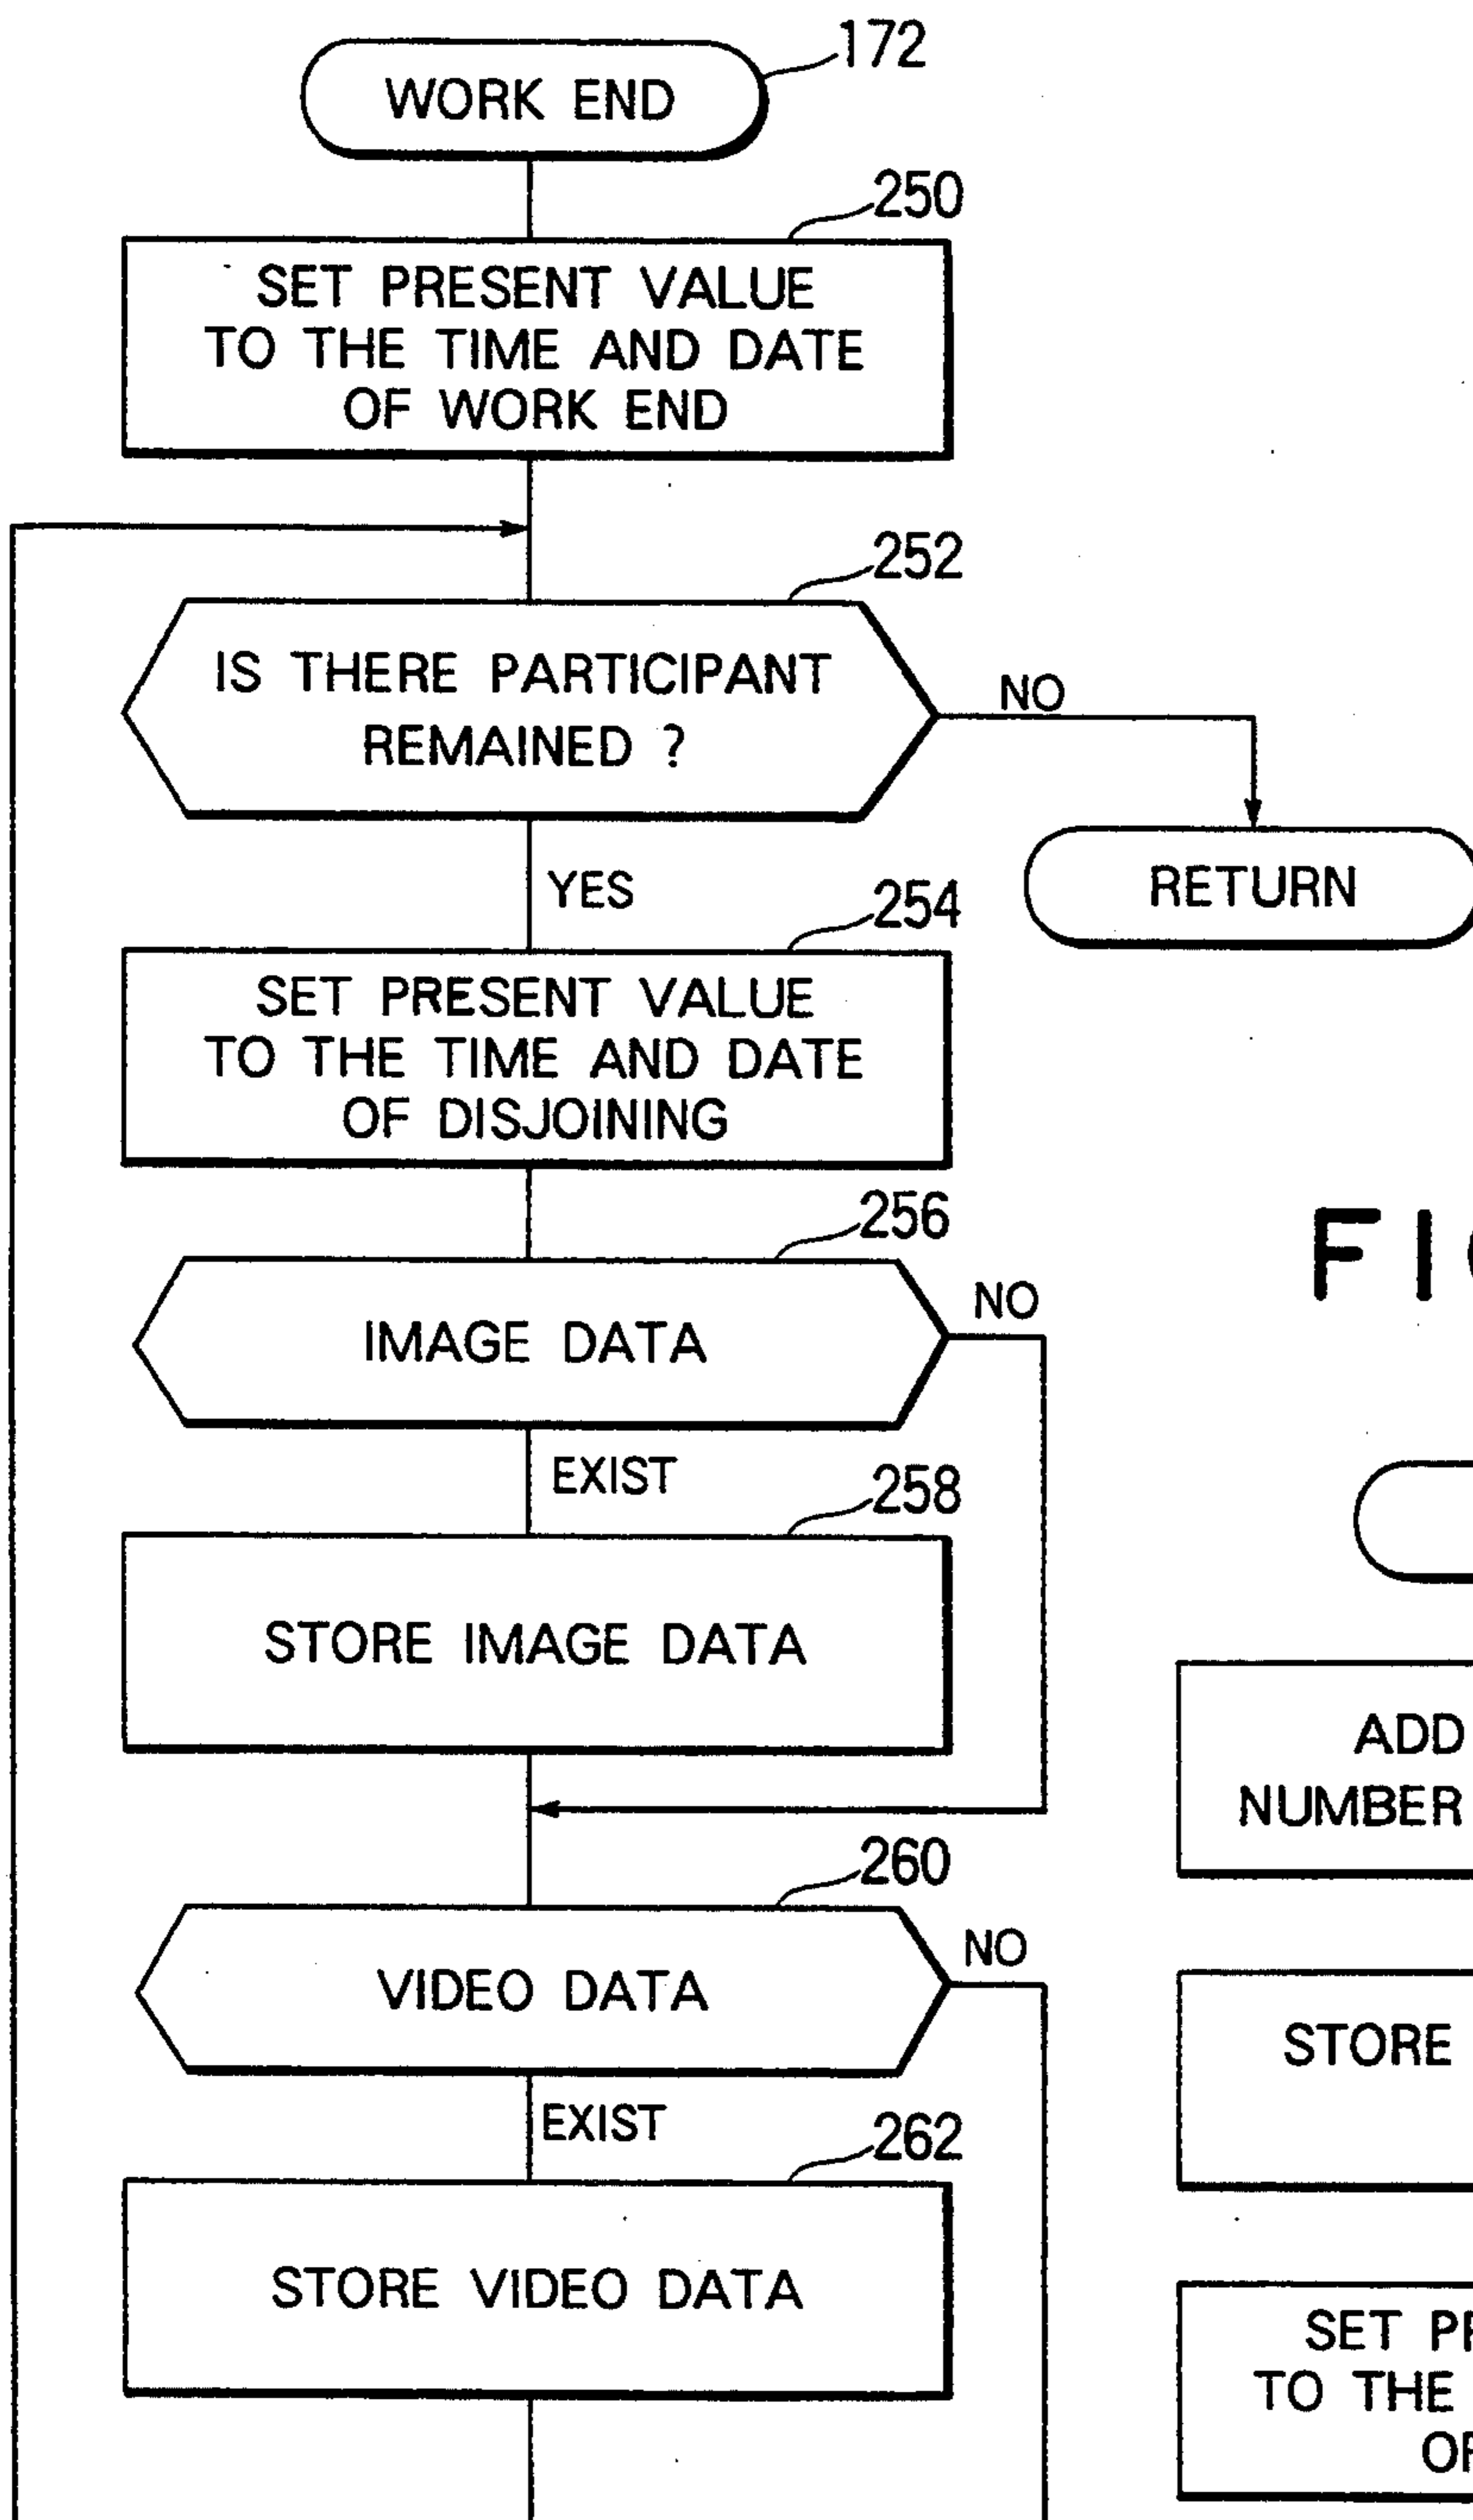 172
WORK END
250
SET PRESENT VALUE
TO THE TIME AND DATE
OF WORK END
252
IS THERE PARTICIPANT
REMAINED ?
NO
RETURN
YES
254
SET PRESENT VALUE
TO THE TIME AND DATE
OF DISJOINING
256
IMAGE DATA
NO
EXIST
258
STORE IMAGE DATA
260
VIDEO DATA
NO
EXIST
262
STORE VIDEO DATA
ADD
NUMBER
STORE
SET
TO THE